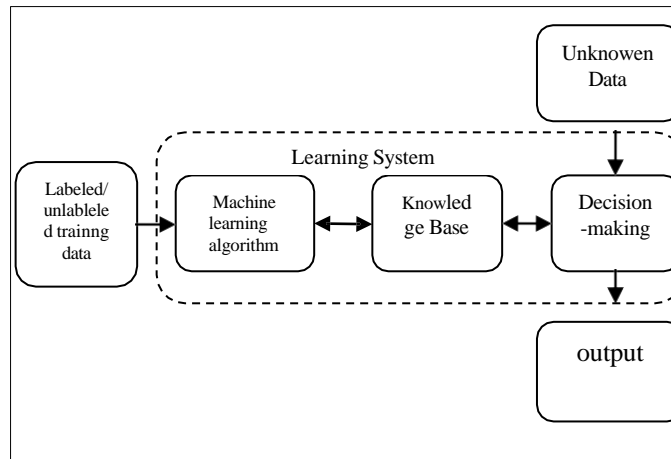 Unknowen
Data
Learning System
Labeled/
unlablele
d trainng
data
Machine
learning
algorithm
Knowled
ge Base
Decision
-making
output